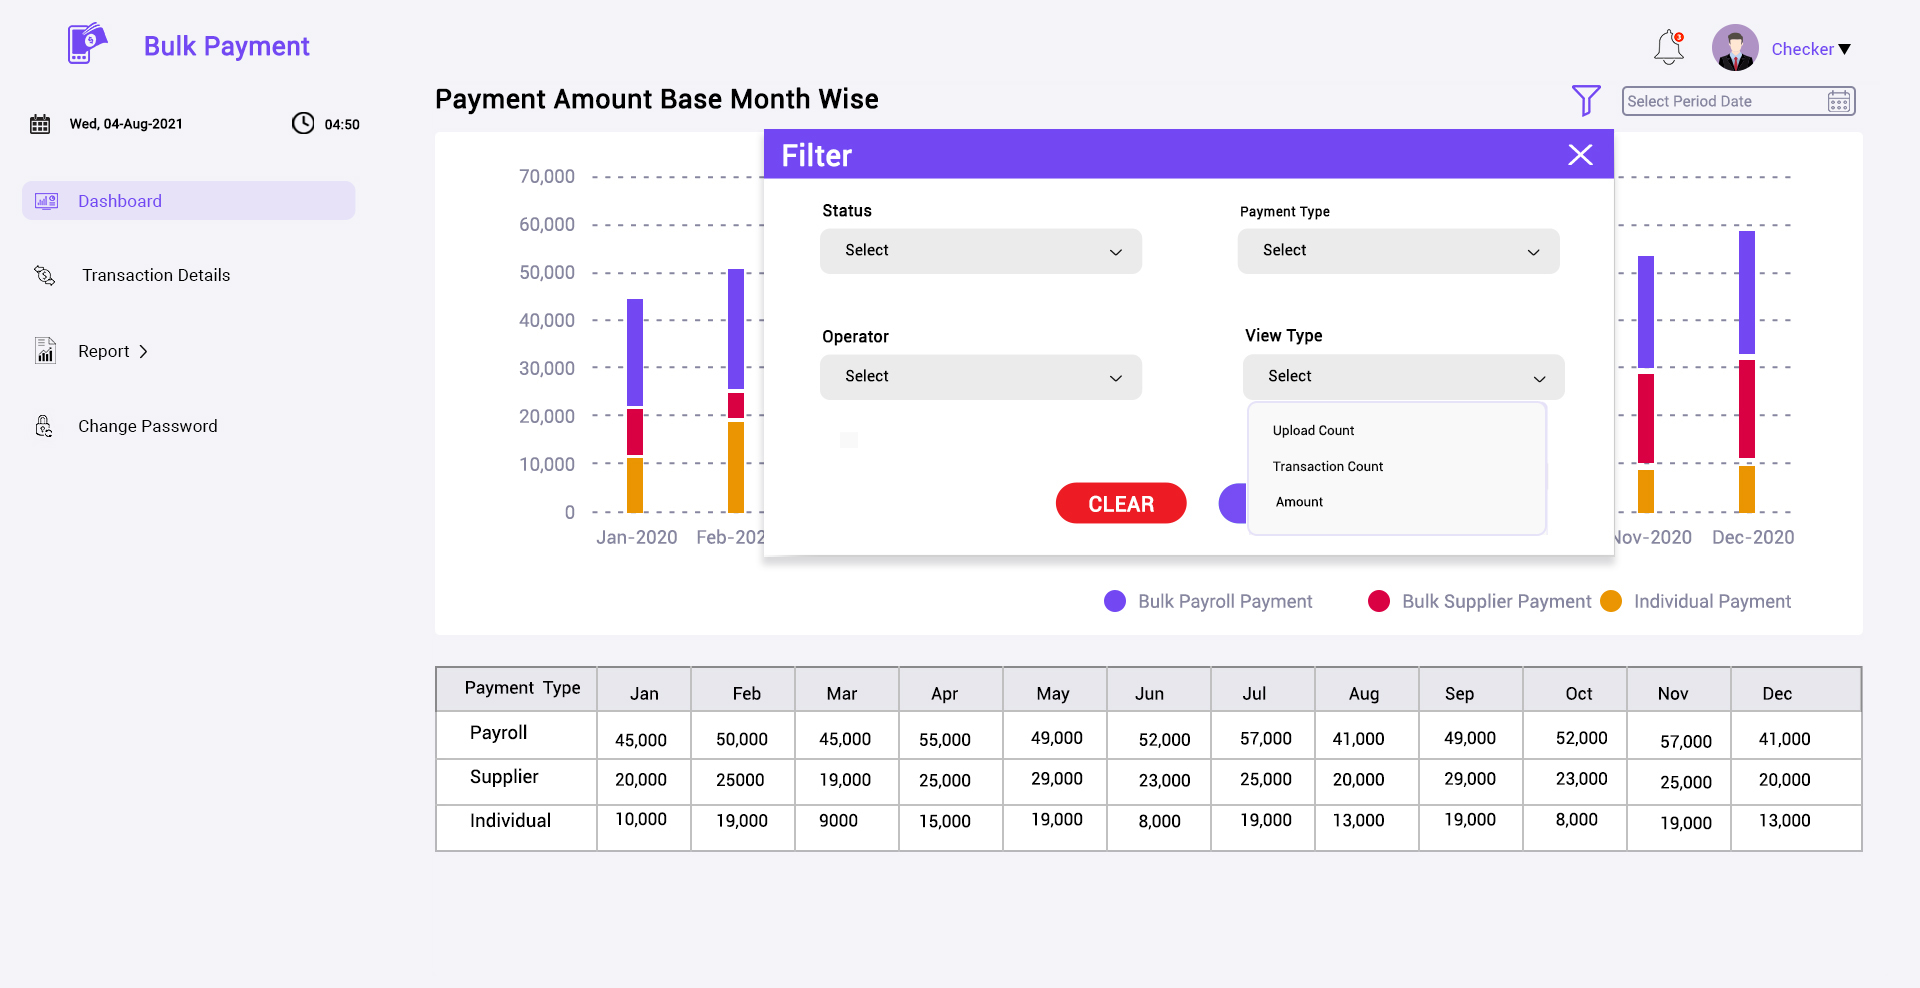 Bulk Payment
3
Checker
Payment Amount Base Month Wise
Select Period Date
Wed, 04-Aug-2021
04:50
Dashboard
Transaction Details
Report
Change Password
Filter
Status
Payment Type
Select
Select
Operator
View Type
Select
Select
Upload Count
Transaction Count
Amount
CLEAR
70,000
60,000
50,000
40,000
30,000
20,000
10,000
0
Jan-2020 Feb-202 Nov-2020 Dec-2020
Bulk Payroll Payment Bulk Supplier Payment Individual Payment
Payment Type Jan Feb Mar Apr May Jun Jul Aug Sep Oct Nov Dec
Payroll 45,000 50,000 45,000 55,000 49,000 52,000 57,000 41,000 49,000 52,000 57,000 41,000
Supplier 20,000 25000 19,000 25,000 29,000 23,000 25,000 20,000 29,000 23,000 25,000 20,000
Individual 10,000 19,000 9000 15,000 19,000 8,000 19,000 13,000 19,000 8,000 19,000 13,000